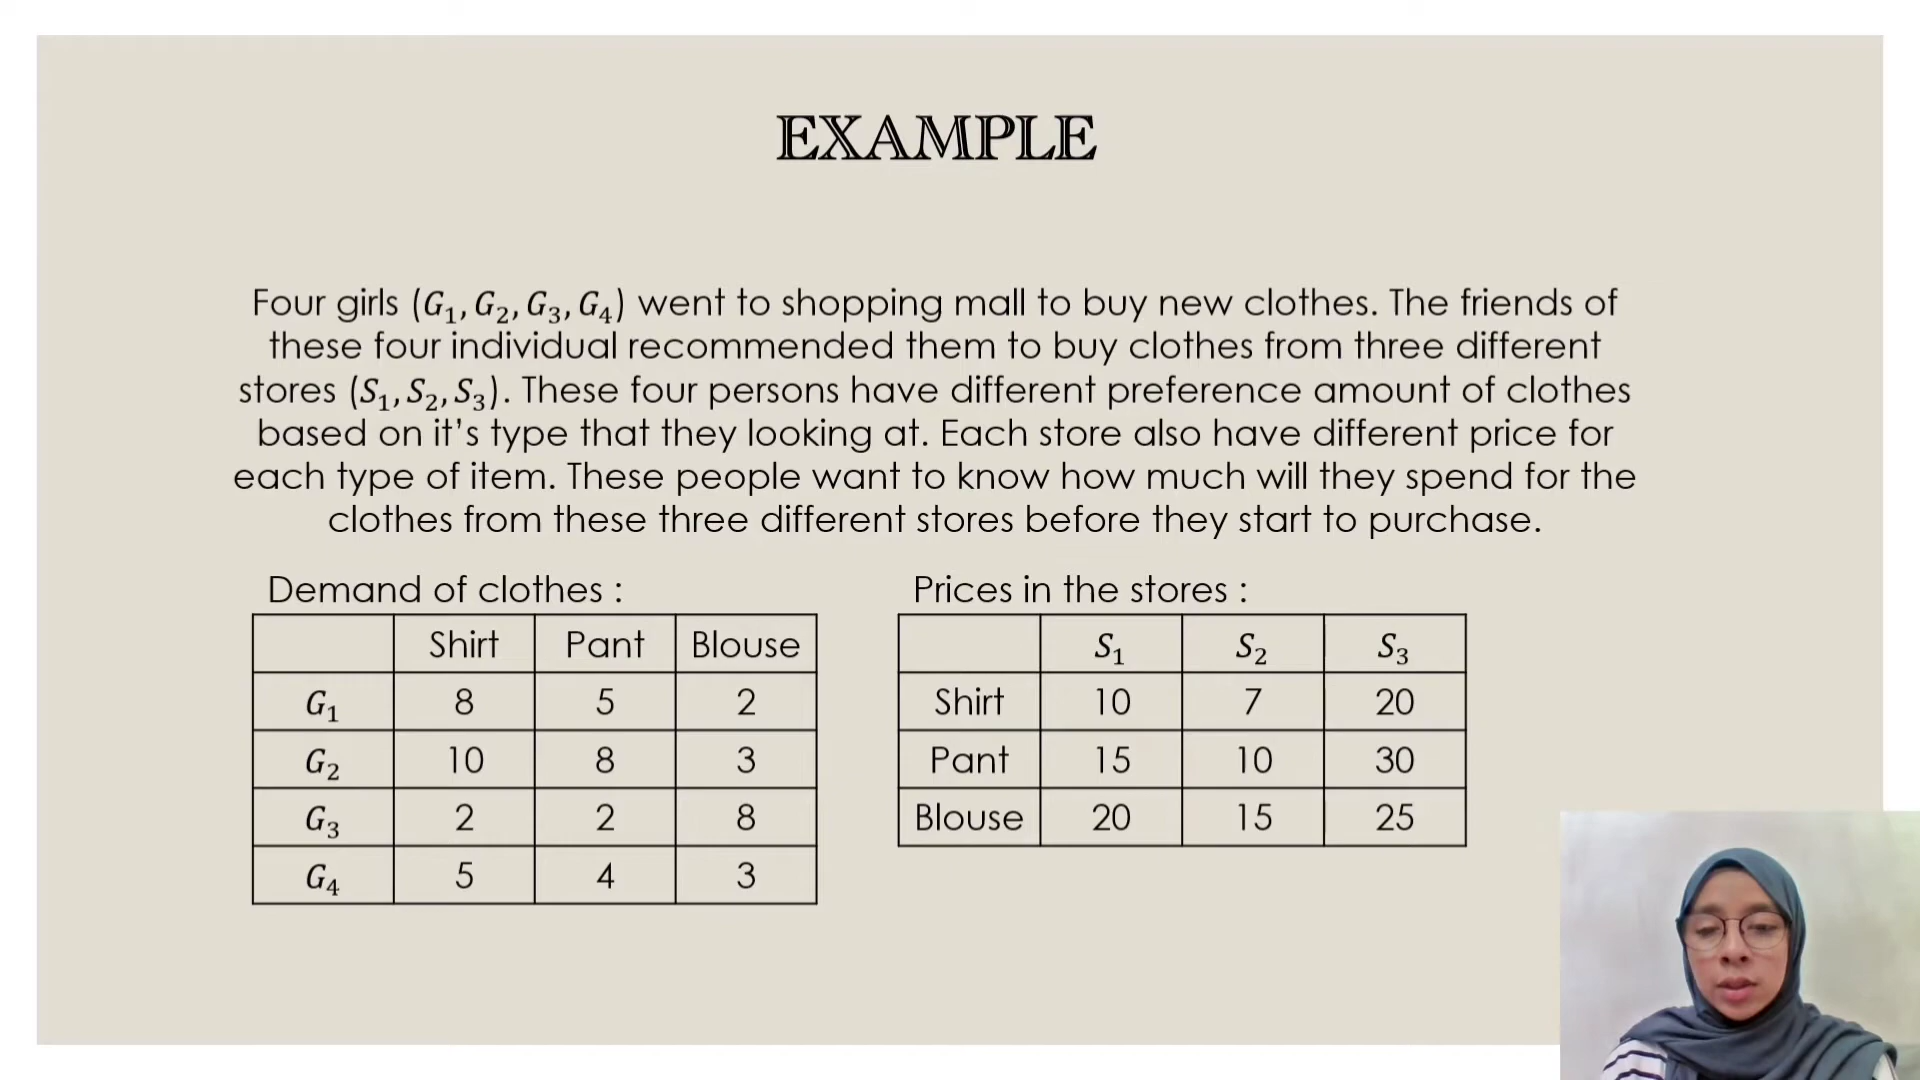 EXAMPLE
Four girls (G₁, G₂, G₃, G₄) went to shopping mall to buy new clothes. The friends of
these four individual recommended them to buy clothes from three different
stores (S₁, S₂, S₃). These four persons have different preference amount of clothes
based on it’s type that they looking at. Each store also have different price for
each type of item. These people want to know how much will they spend for the
clothes from these three different stores before they start to purchase.
Demand of clothes :
Shirt Pant Blouse
G₁ 8 5 2
G₂ 10 8 3
G₃ 2 2 8
G₄ 5 4 3
Prices in the stores :
S₁ S₂ S₃
Shirt 10 7 20
Pant 15 10 30
Blouse 20 15 25